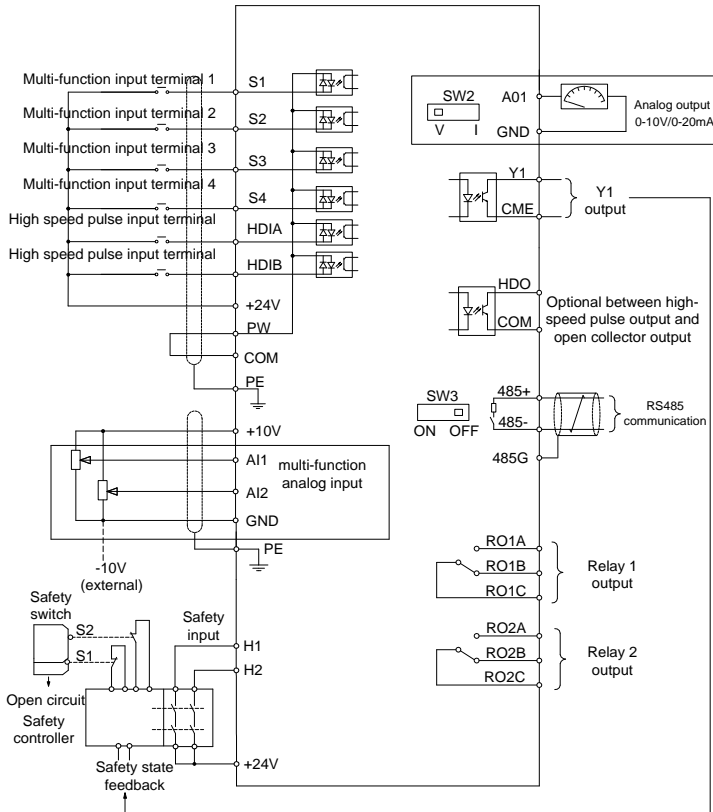 Multi-function input terminal 1
S1
Multi-function input terminal 2
S2
Multi-function input terminal 3
S3
Multi-function input terminal 4
S4
High speed pulse input terminal
HDIA
High speed pulse input terminal
HDIB
+24V
PW
COM
PE
+10V
AI1
multi-function
analog input
AI2
GND
PE
-10V
(external)
Safety
switch
S2
S1
Safety
input
H1
H2
Open circuit
Safety
controller
+24V
Safety state
feedback
SW2
V I
A01
GND
Analog output
0-10V/0-20mA
Y1
CME
Y1
output
HDO
COM
Optional between high-
speed pulse output and
open collector output
SW3
ON OFF
485+
485-
485G
RS485
communication
RO1A
RO1B
RO1C
Relay 1
output
RO2A
RO2B
RO2C
Relay 2
output